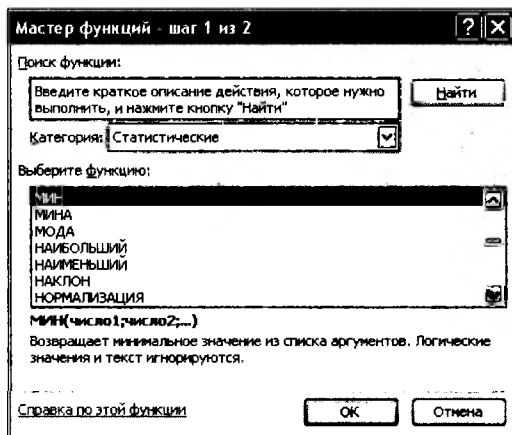 Мастер функций - шаг 1 из 2
Поиск функции:
Введите краткое описание действия, которое нужно
выполнить, и нажмите кнопку "Найти"
Найти
Категория: Статистические
Выберите функцию:
МИН
МИНА
МОДА
НАИБОЛЬШИЙ
НАИМЕНЬШИЙ
НАКЛОН
НОРМАЛИЗАЦИЯ
МИН(число1;число2;...)
Возвращает минимальное значение из списка аргументов. Логические
значения и текст игнорируются.
Справка по этой функции
ОК
Отмена